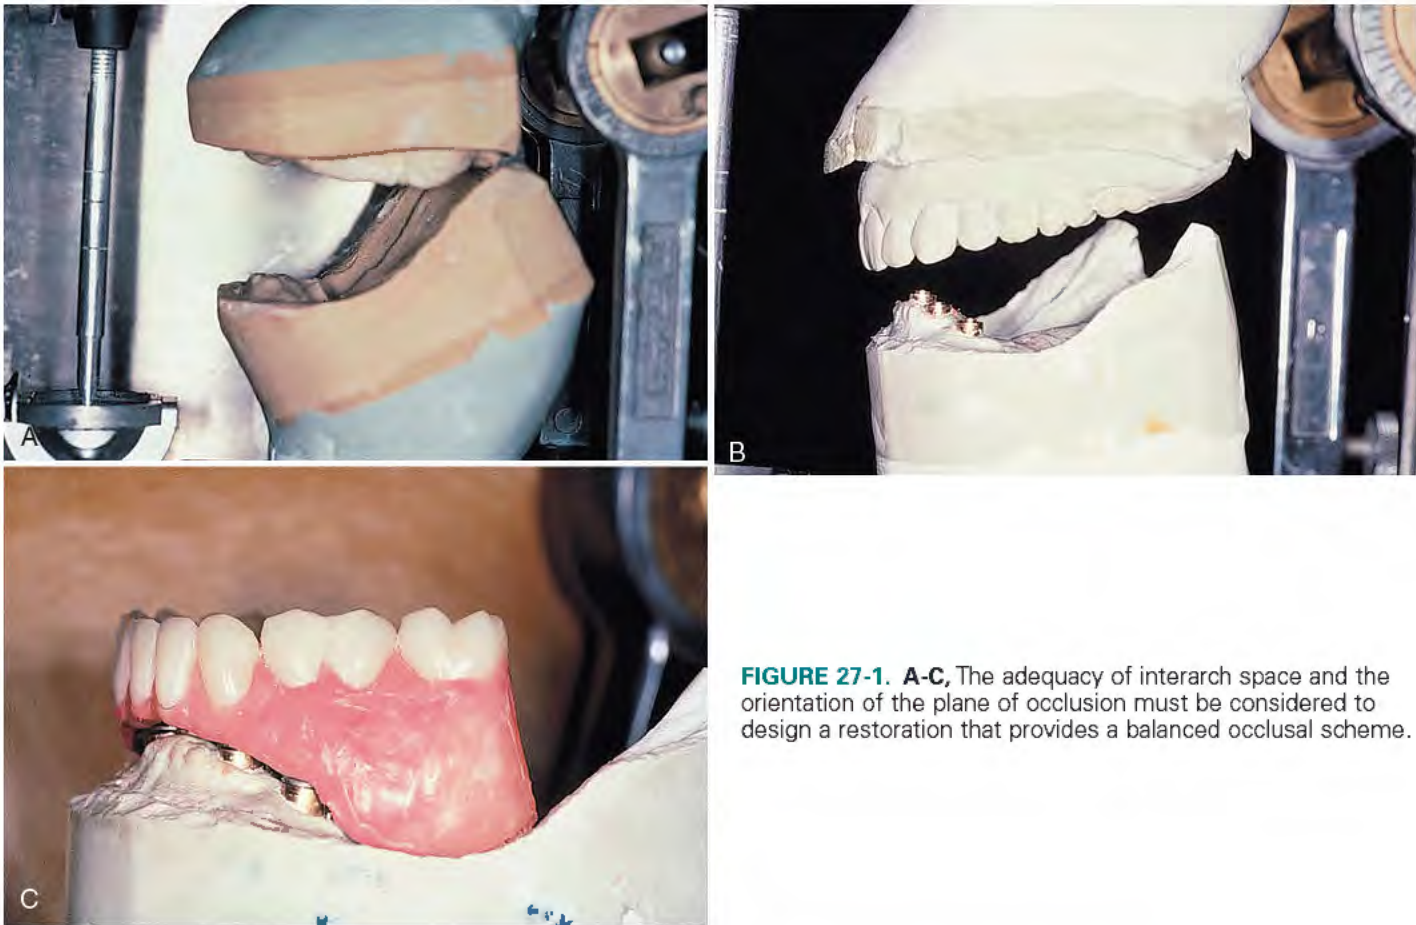 A
B
C
FIGURE 27-1. A-C, The adequacy of interarch space and the
orientation of the plane of occlusion must be considered to
design a restoration that provides a balanced occlusal scheme.